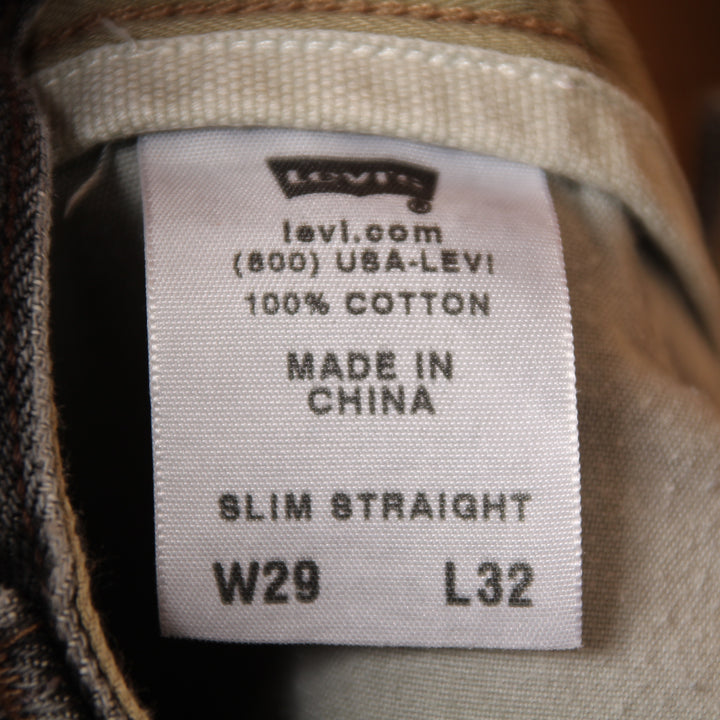 Levi's®
levi.com
(800) USA-LEVI
100% COTTON
MADE IN
CHINA
SLIM STRAIGHT
W29 L32